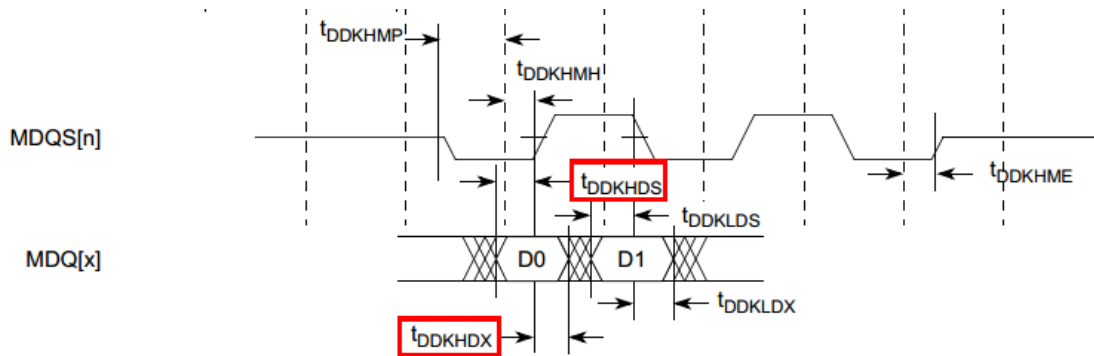 tDDKHMP
tDDKHMH
MDQS[n]
tDDKHDS
tDDKHME
tDDKLDS
MDQ[x]
D0
D1
tDDKLDX
tDDKHDX